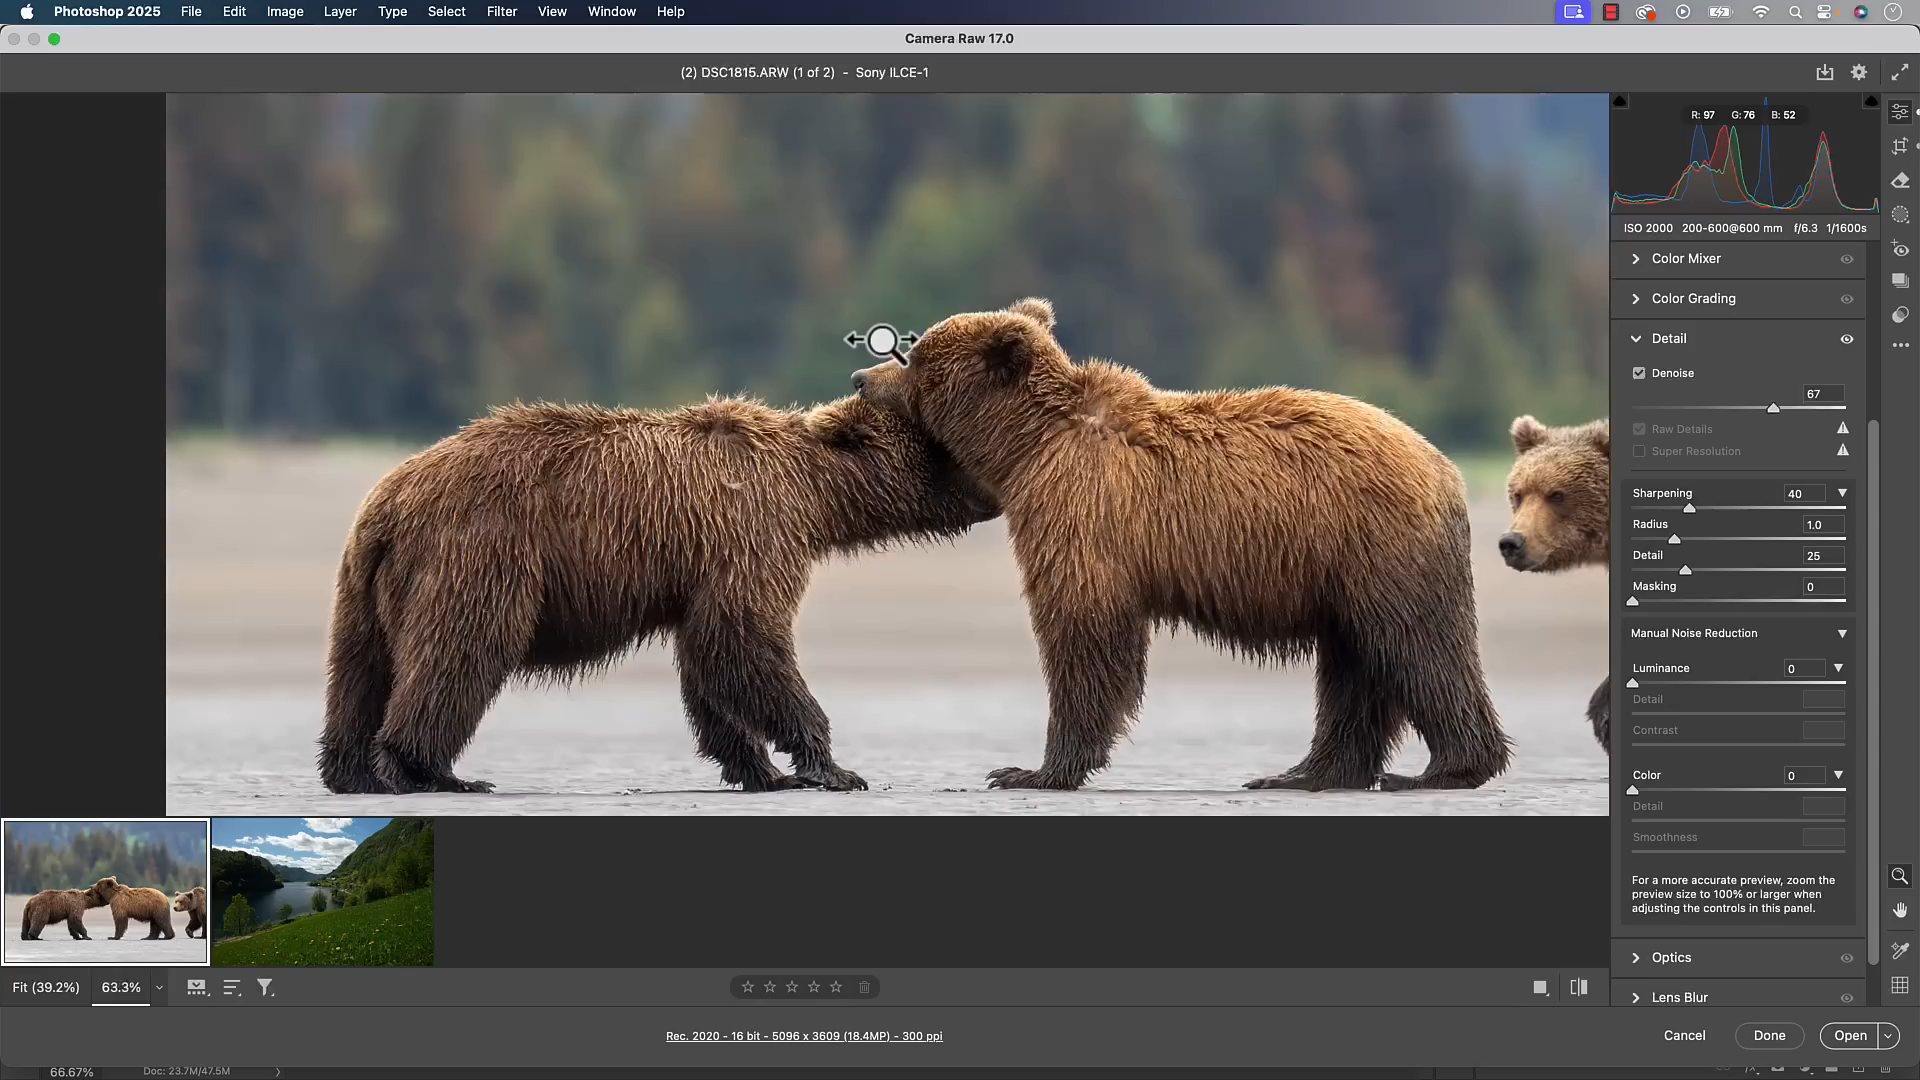 Photoshop 2025 File Edit Image Layer Type Select Filter View Window Help
Camera Raw 17.0
(2) DSC1815.ARW (1 of 2) - Sony ILCE-1
R: 97 G: 76 B: 52
ISO 2000 200-600@600 mm f/6.3 1/1600s
Color Mixer
Color Grading
Detail
Denoise
67
Raw Details
Super Resolution
Sharpening 40
Radius 1.0
Detail 25
Masking 0
Manual Noise Reduction
Luminance 0
Detail
Contrast
Color 0
Detail
Smoothness
For a more accurate preview, zoom the
preview size to 100% or larger when
adjusting the controls in this panel.
Optics
Lens Blur
Fit (39.2%) 63.3%
Rec. 2020 - 16 bit - 5096 x 3609 (18.4MP) - 300 ppi
Cancel Done Open
66.67% Doc: 23.7M/47.5M